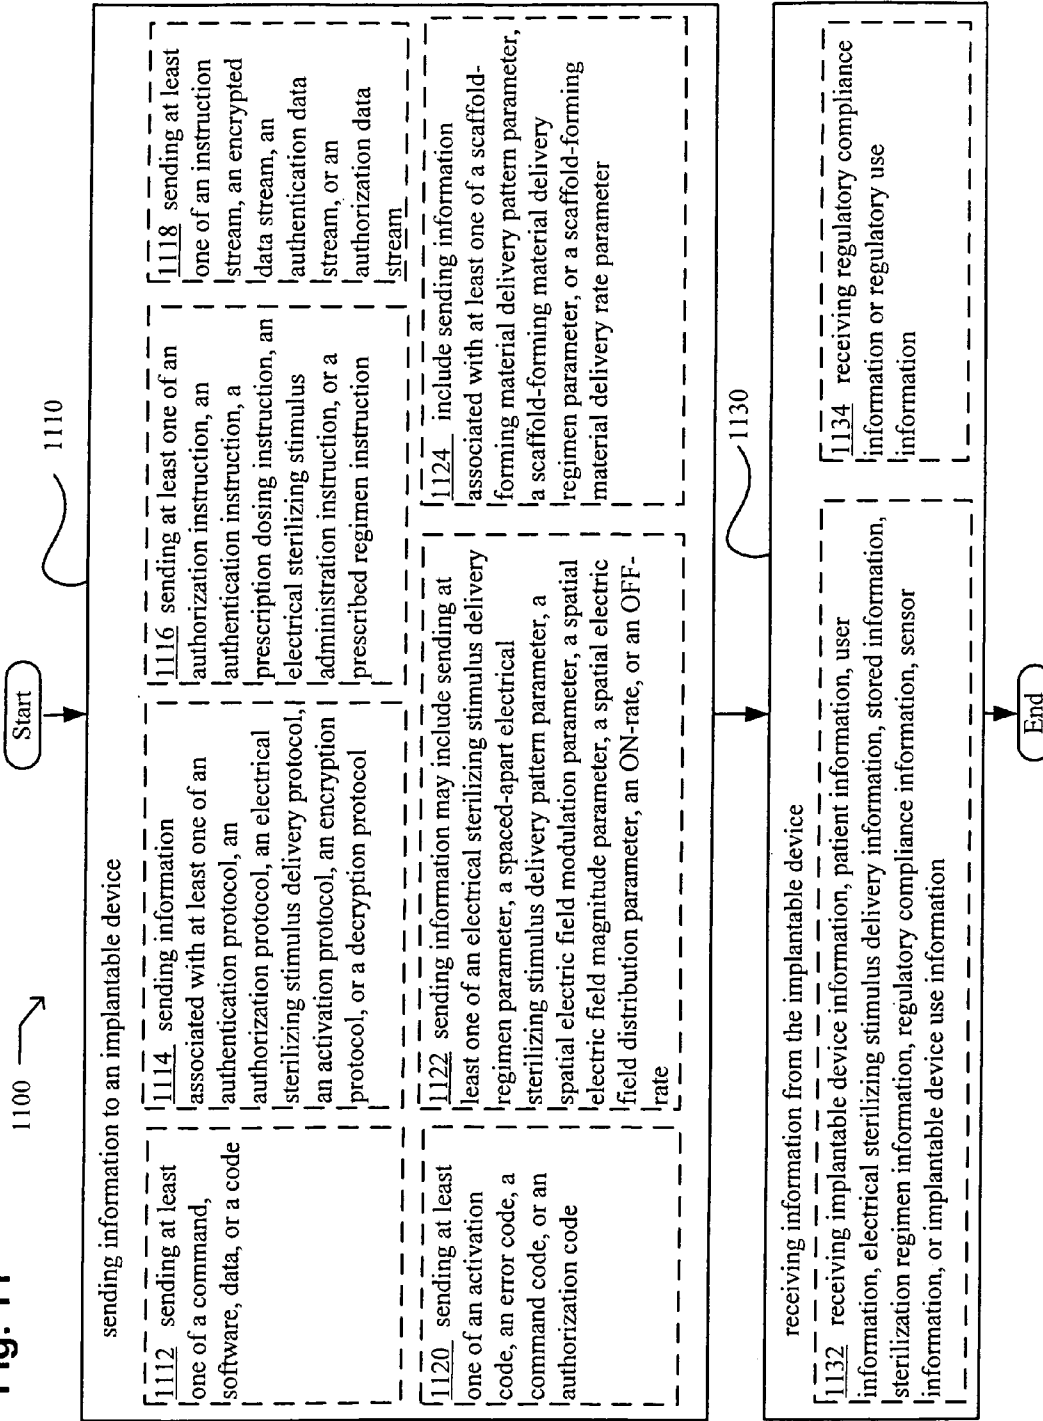 Fig. 11
1100
Start
1110
sending information to an implantable device
1112 sending at least
one of a command,
software, data, or a code
1114 sending information
associated with at least one of an
authentication protocol, an
authorization protocol, an electrical
sterilizing stimulus delivery protocol,
an activation protocol, an encryption
protocol, or a decryption protocol
1116 sending at least one of an
authorization instruction, an
authentication instruction, a
prescription dosing instruction, an
electrical sterilizing stimulus
administration instruction, or a
prescribed regimen instruction
1118 sending at least
one of an instruction
stream, an encrypted
data stream, an
authentication data
stream, or an
authorization data
stream
1120 sending at least
one of an activation
code, an error code, a
command code, or an
authorization code
1122 sending information may include sending at
least one of an electrical sterilizing stimulus delivery
regimen parameter, a spaced-apart electrical
sterilizing stimulus delivery pattern parameter, a
spatial electric field modulation parameter, a spatial
electric field magnitude parameter, a spatial electric
field distribution parameter, an ON-rate, or an OFF-
rate
1124 include sending information
associated with at least one of a scaffold-
forming material delivery pattern parameter,
a scaffold-forming material delivery
regimen parameter, or a scaffold-forming
material delivery rate parameter
1130
receiving information from the implantable device
1132 receiving implantable device information, patient information, user
information, electrical sterilizing stimulus delivery information, stored information,
sterilization regimen information, regulatory compliance information, sensor
information, or implantable device use information
1134 receiving regulatory compliance
information or regulatory use
information
End